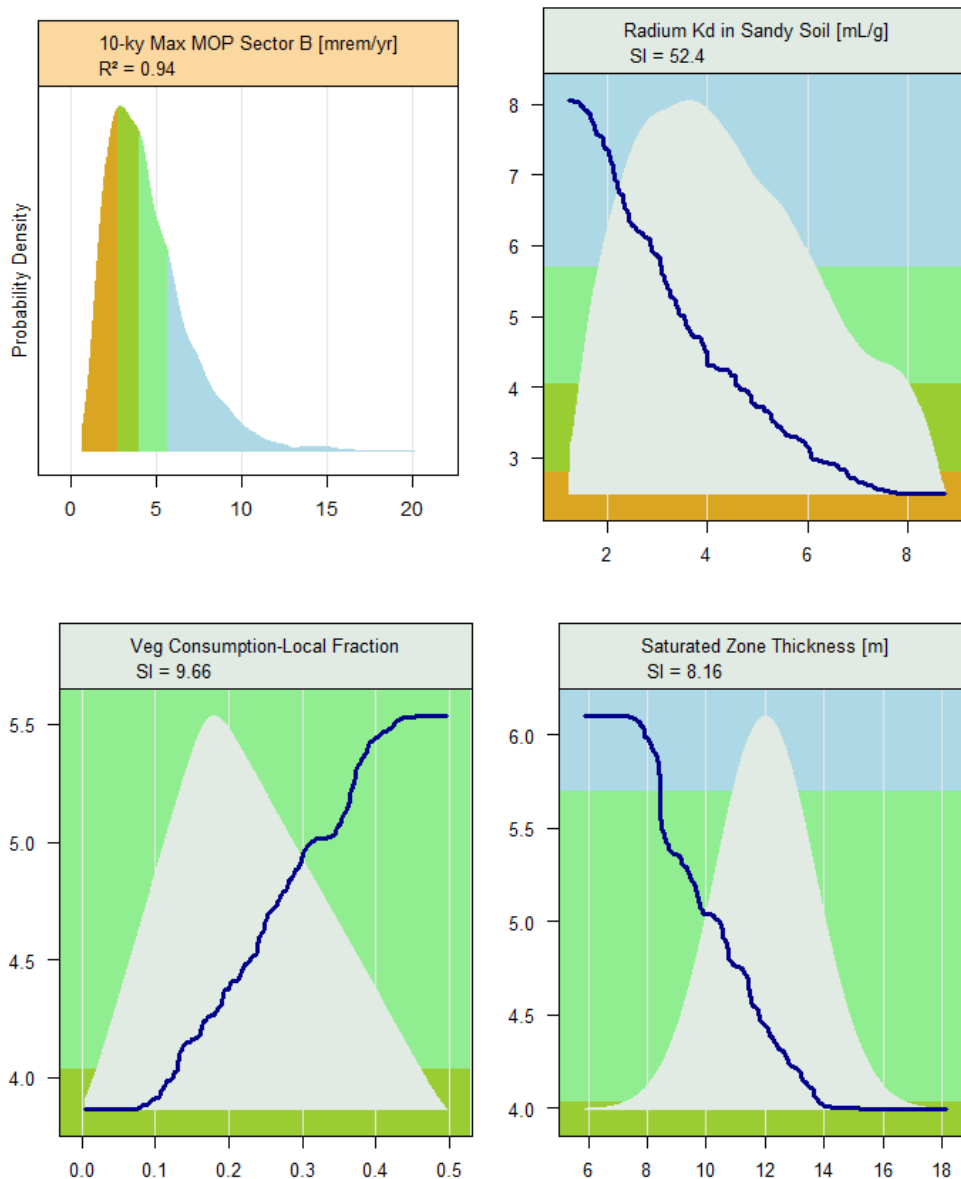 10-ky Max MOP Sector B [mrem/yr]
R² = 0.94
Probability Density
0 5 10 15 20
Radium Kd in Sandy Soil [mL/g]
SI = 52.4
8
7
6
5
4
3
2 4 6 8
Veg Consumption-Local Fraction
SI = 9.66
5.5
5.0
4.5
4.0
0.0 0.1 0.2 0.3 0.4 0.5
Saturated Zone Thickness [m]
SI = 8.16
6.0
5.5
5.0
4.5
4.0
6 8 10 12 14 16 18